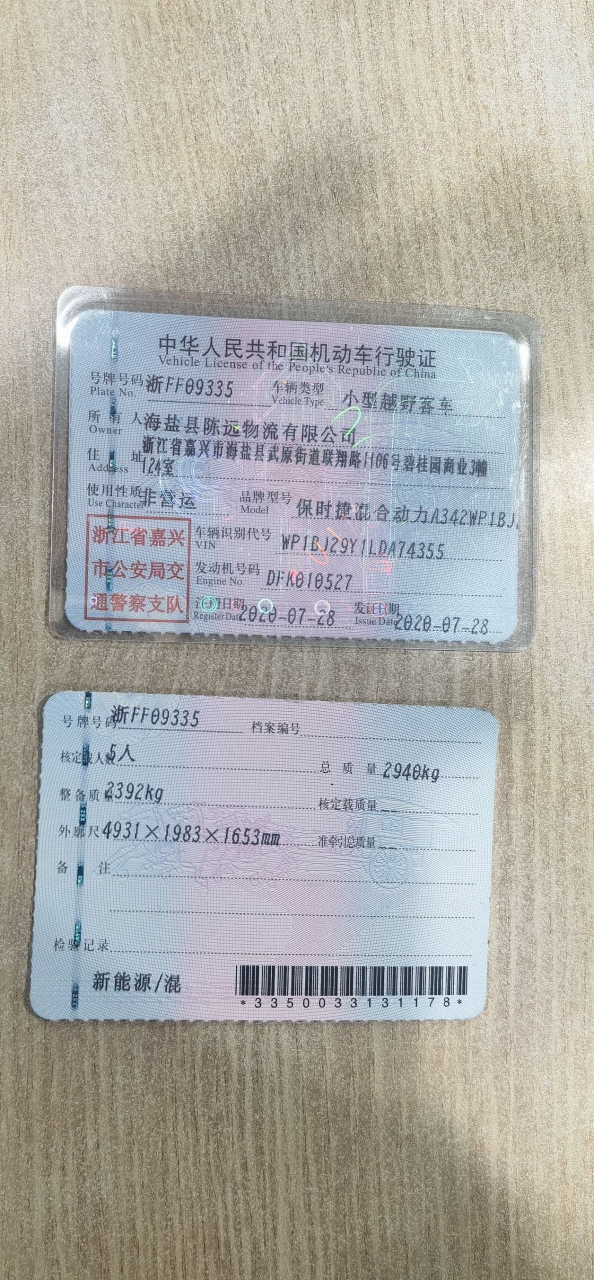 中华人民共和国机动车行驶证
Vehicle License of the People's Republic of China
号牌号码 浙FF09335 车辆类型 小型越野客车
Plate No. Vehicle Type
所有人 海盐县陈远物流有限公司
Owner
住址 浙江省嘉兴市海盐县武原街道联翔路1106号碧桂园商业3幢
Address 124室
使用性质 非营运 品牌型号 保时捷混合动力A342WP1BJ
Use Character Model
浙江省嘉兴
市公安局交
通警察支队
车辆识别代号 WP1BJ29Y1LDA74355
VIN
发动机号码 DFK010527
Engine No.
注册日期 2020-07-28 发证日期 2020-07-28
Register Date Issue Date
号牌号码 浙FF09335 档案编号
核定载人数 5人 总质量 2940kg
整备质量 2392kg 核定载质量
外廓尺 4931×1983×1653mm 准牵引总质量
备注
检验记录
新能源/混
*3350033131178*